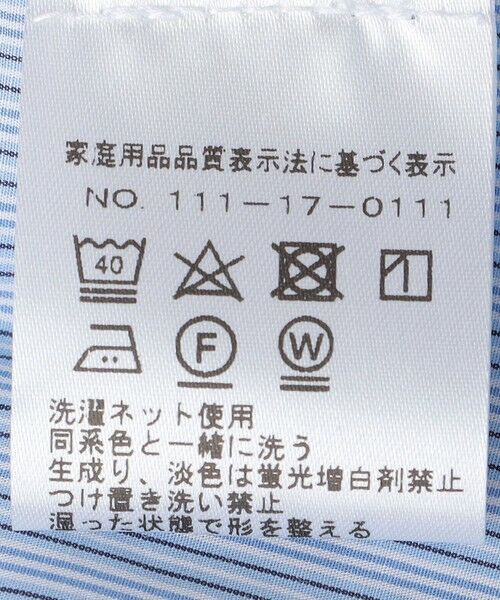 家庭用品品質表示法に基づく表示
NO. 111-17-0111
40
F W
洗濯ネット使用
同系色と一緒に洗う
生成り、淡色は蛍光増白剤禁止
つけ置き洗い禁止
湿った状態で形を整える